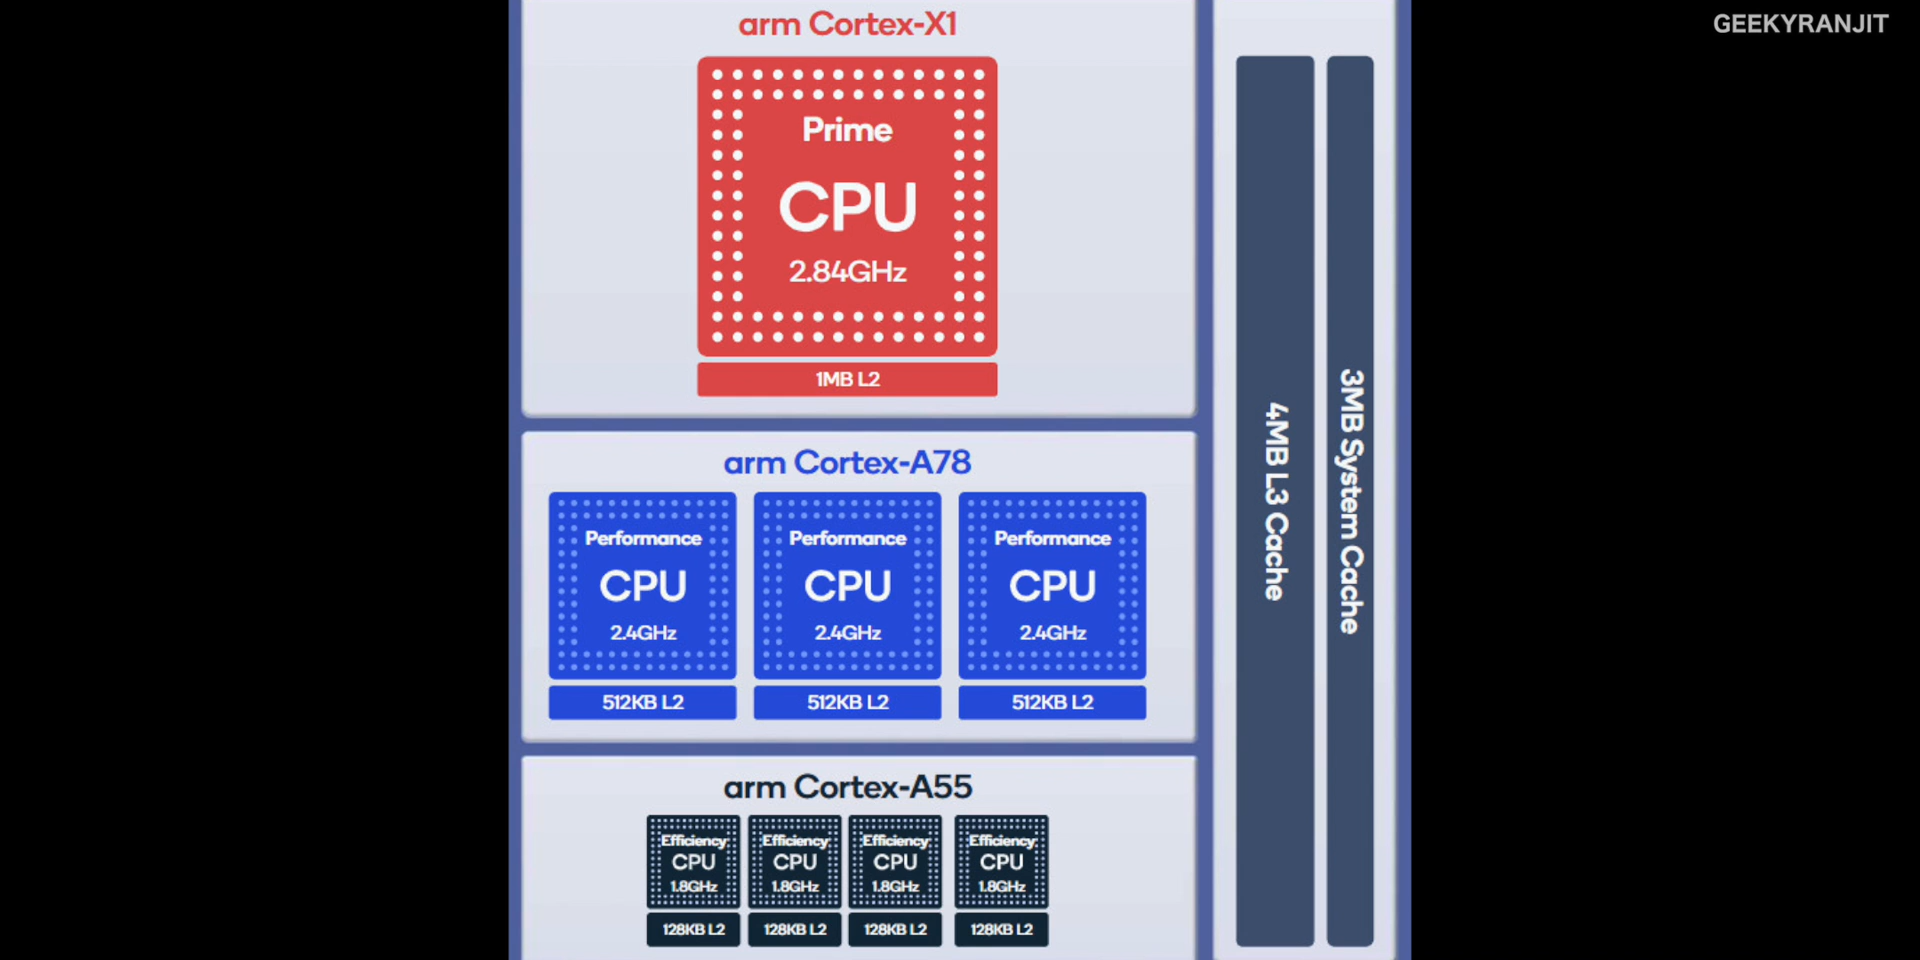 GEEKYRANJIT
arm Cortex-X1
Prime
CPU
2.84GHz
1MB L2
arm Cortex-A78
Performance
CPU
2.4GHz
512KB L2
Performance
CPU
2.4GHz
512KB L2
Performance
CPU
2.4GHz
512KB L2
arm Cortex-A55
Efficiency
CPU
1.8GHz
128KB L2
Efficiency
CPU
1.8GHz
128KB L2
Efficiency
CPU
1.8GHz
128KB L2
Efficiency
CPU
1.8GHz
128KB L2
4MB L3 Cache
3MB System Cache